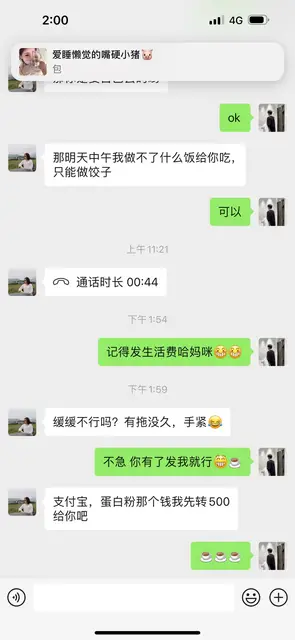 2:00
4G
爱睡懒觉的嘴硬小猪🐷
包
ok
那明天中午我做不了什么饭给你吃，
只能做饺子
可以
上午11:21
通话时长 00:44
下午1:54
记得发生活费哈妈咪😁😁
下午1:59
缓缓不行吗？有拖没久，手紧😂
不急 你有了发我就行😁☕
支付宝，蛋白粉那个钱我先转500
给你吧
☕☕☕